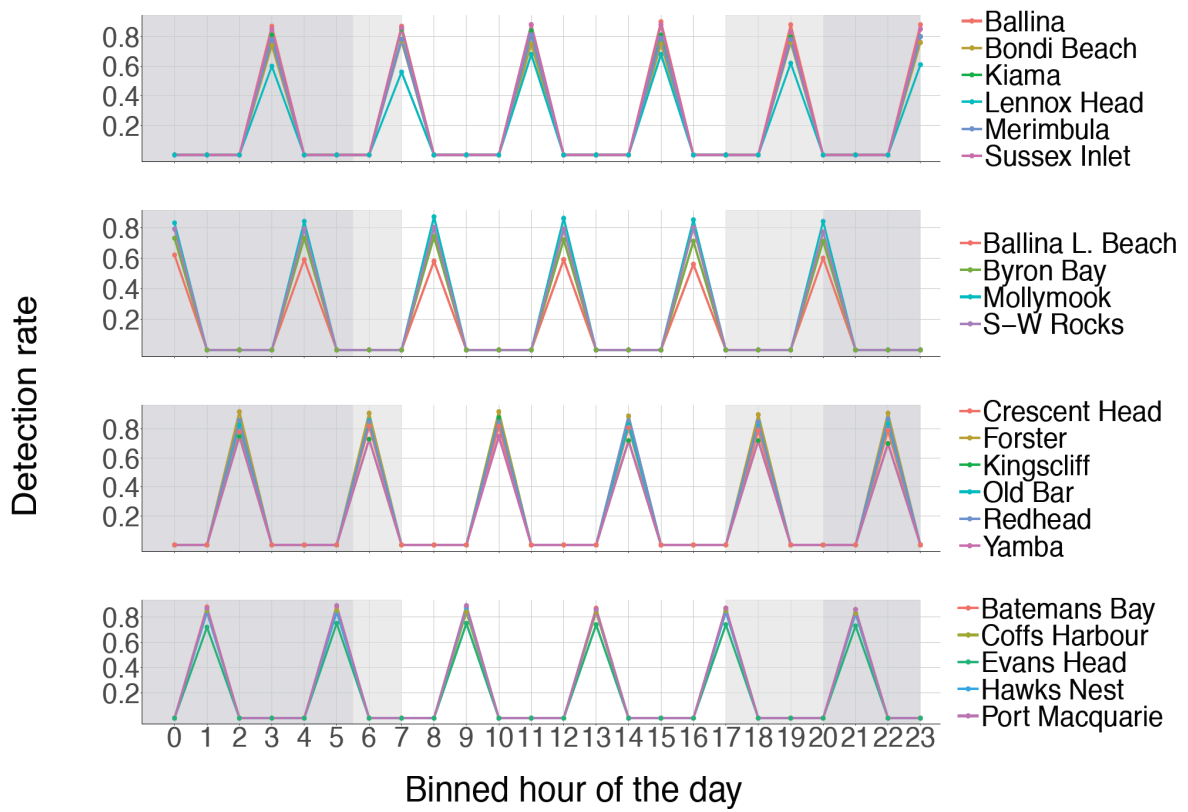 Detection rate
0.8
0.6
0.4
0.2
Ballina
Bondi Beach
Kiama
Lennox Head
Merimbula
Sussex Inlet
0.8
0.6
0.4
0.2
Ballina L. Beach
Byron Bay
Mollymook
S−W Rocks
0.8
0.6
0.4
0.2
Crescent Head
Forster
Kingscliff
Old Bar
Redhead
Yamba
0.8
0.6
0.4
0.2
Batemans Bay
Coffs Harbour
Evans Head
Hawks Nest
Port Macquarie
0 1 2 3 4 5 6 7 8 9 10 11 12 13 14 15 16 17 18 19 20 21 22 23
Binned hour of the day